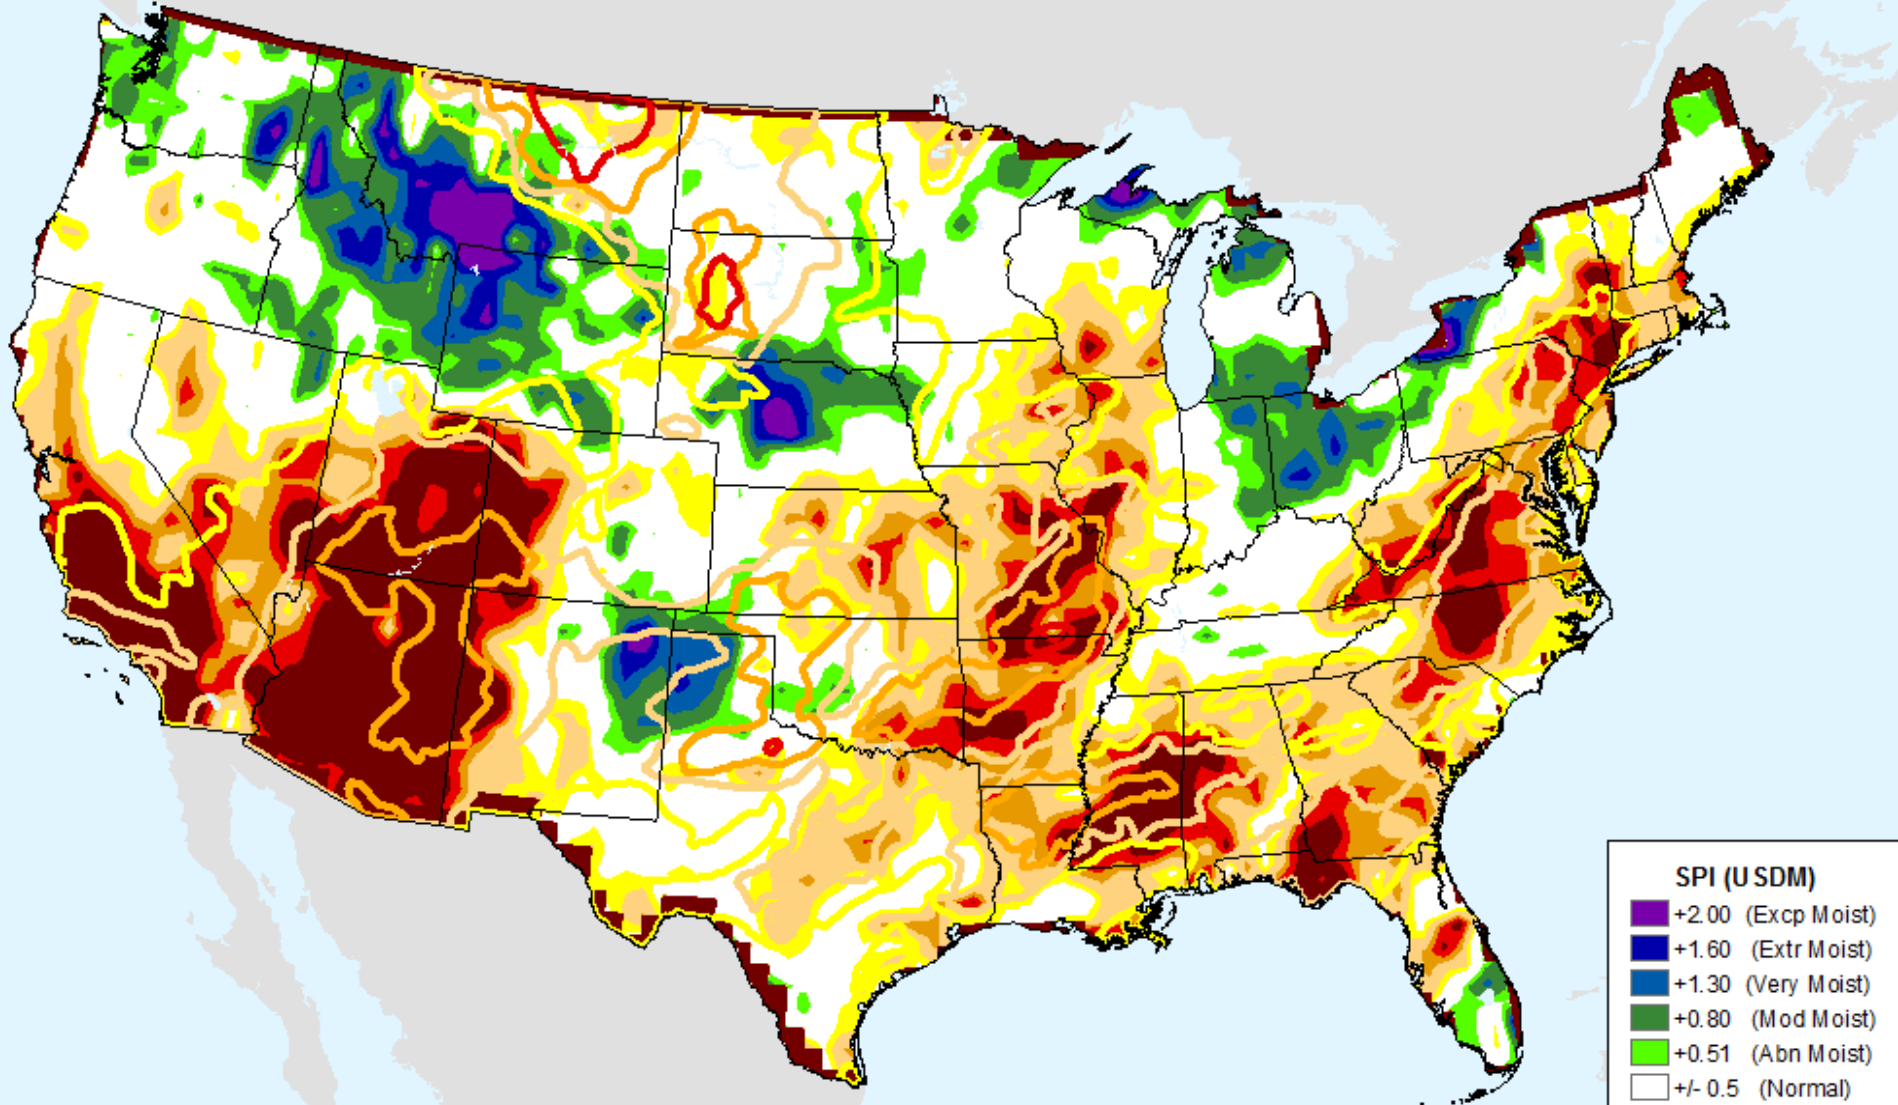 SPI (USDM)
+2.00 (Excp Moist)
+1.60 (Extr Moist)
+1.30 (Very Moist)
+0.80 (Mod Moist)
+0.51 (Abn Moist)
+/- 0.5 (Normal)